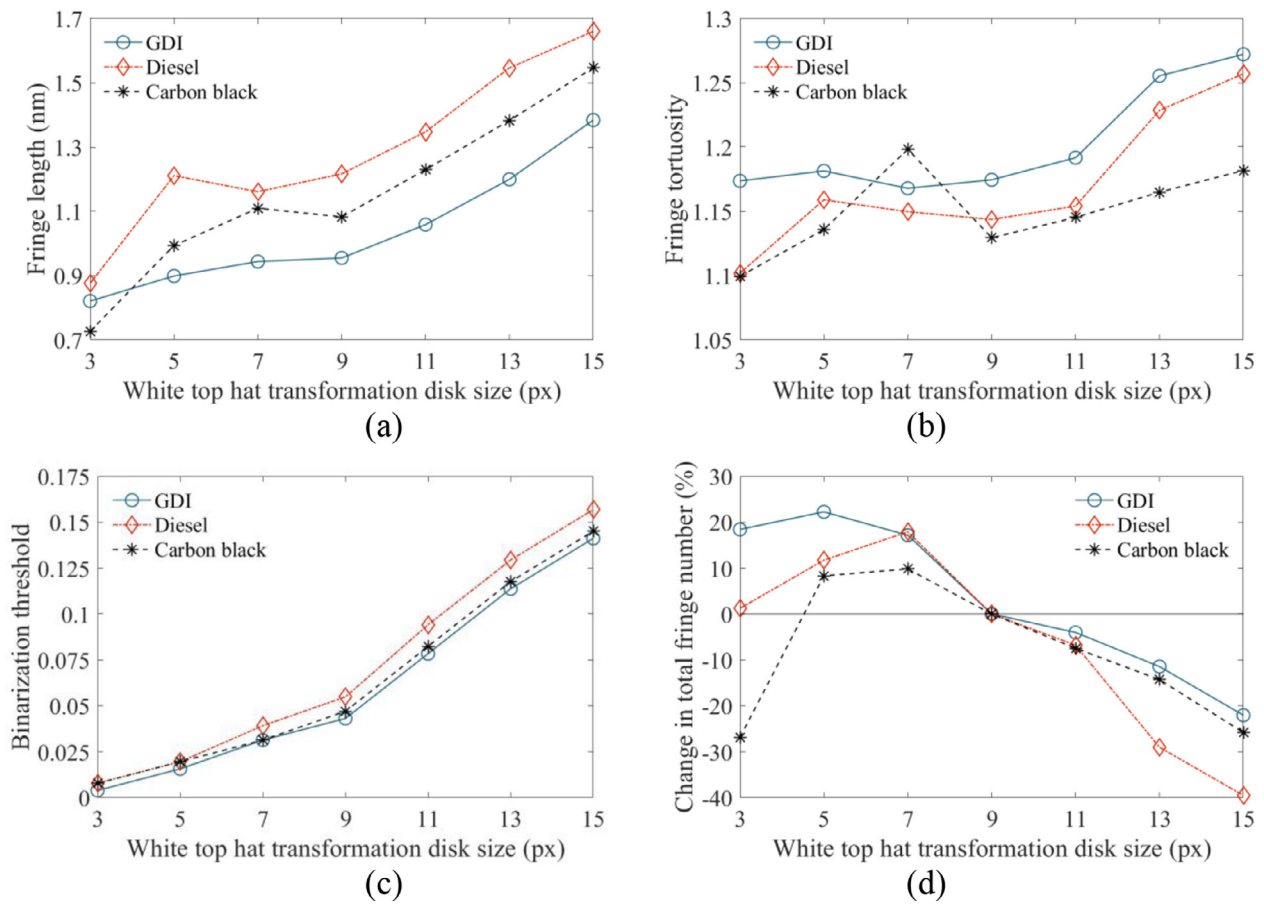 1.7
1.5
1.3
1.1
0.9
0.7
Fringe length (nm)
GDI
Diesel
Carbon black
3 5 7 9 11 13 15
White top hat transformation disk size (px)
(a)
1.3
1.25
1.2
1.15
1.1
1.05
Fringe tortuosity
GDI
Diesel
Carbon black
3 5 7 9 11 13 15
White top hat transformation disk size (px)
(b)
0.175
0.15
0.125
0.1
0.075
0.05
0.025
0
Binarization threshold
GDI
Diesel
Carbon black
3 5 7 9 11 13 15
White top hat transformation disk size (px)
(c)
30
20
10
0
-10
-20
-30
-40
Change in total fringe number (%)
GDI
Diesel
Carbon black
3 5 7 9 11 13 15
White top hat transformation disk size (px)
(d)